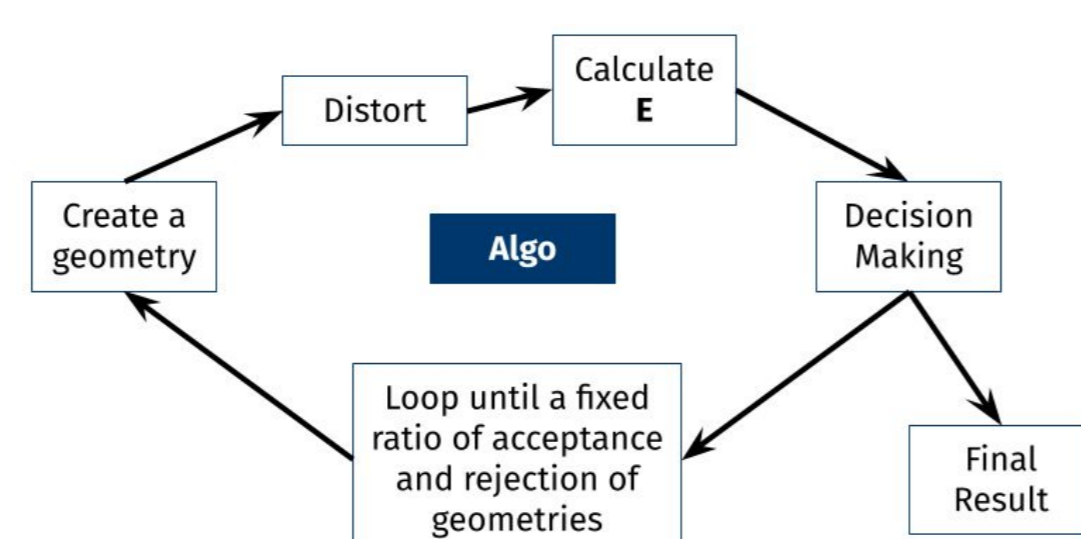 Calculate
E
Distort
Create a
geometry
Decision
Making
Algo
Loop until a fixed
ratio of acceptance
and rejection of
geometries
Final
Result